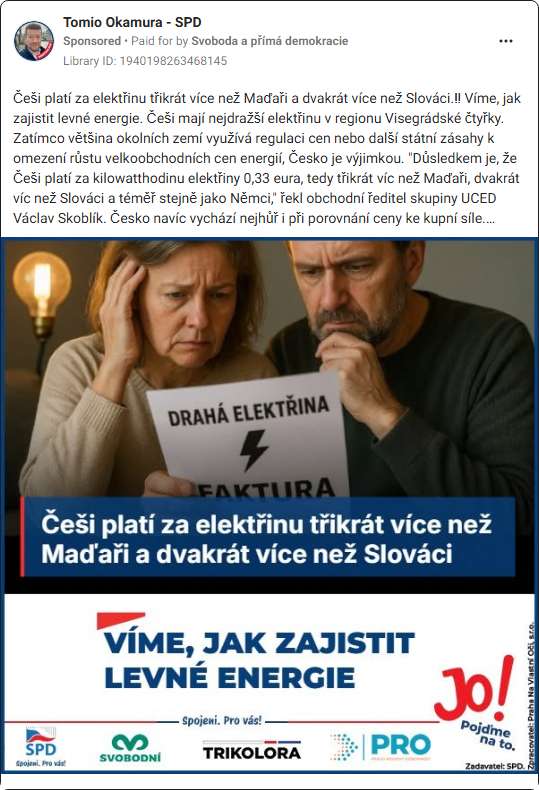 Tomio Okamura - SPD
Sponsored • Paid for by Svoboda a přímá demokracie
Library ID: 1940198263468145
Češi platí za elektřinu třikrát více než Maďaři a dvakrát více než Slováci.‼ Víme, jak
zajistit levné energie. Češi mají nejdražší elektřinu v regionu Visegrádské čtyřky.
Zatímco většina okolních zemí využívá regulaci cen nebo další státní zásahy k
omezení růstu velkoobchodních cen energií, Česko je výjimkou. "Důsledkem je, že
Češi platí za kilowatthodinu elektřiny 0,33 eura, tedy třikrát víc než Maďaři, dvakrát
víc než Slováci a téměř stejně jako Němci," řekl obchodní ředitel skupiny UCED
Václav Skoblík. Česko navíc vychází nejhůř i při porovnání ceny ke kupní síle....
DRAHÁ ELEKTŘINA
FAKTURA
Češi platí za elektřinu třikrát více než
Maďaři a dvakrát více než Slováci
VÍME, JAK ZAJISTIT
LEVNÉ ENERGIE
Jo!
Pojďme
na to.
Spojeni. Pro vás!
SPD
Spojeni. Pro vás!
SVOBODNÍ
TRIKOLORA
PRO
Zadavatel: SPD.
Zpracovatel: Praha Na Vlastní Oči, s.r.o.